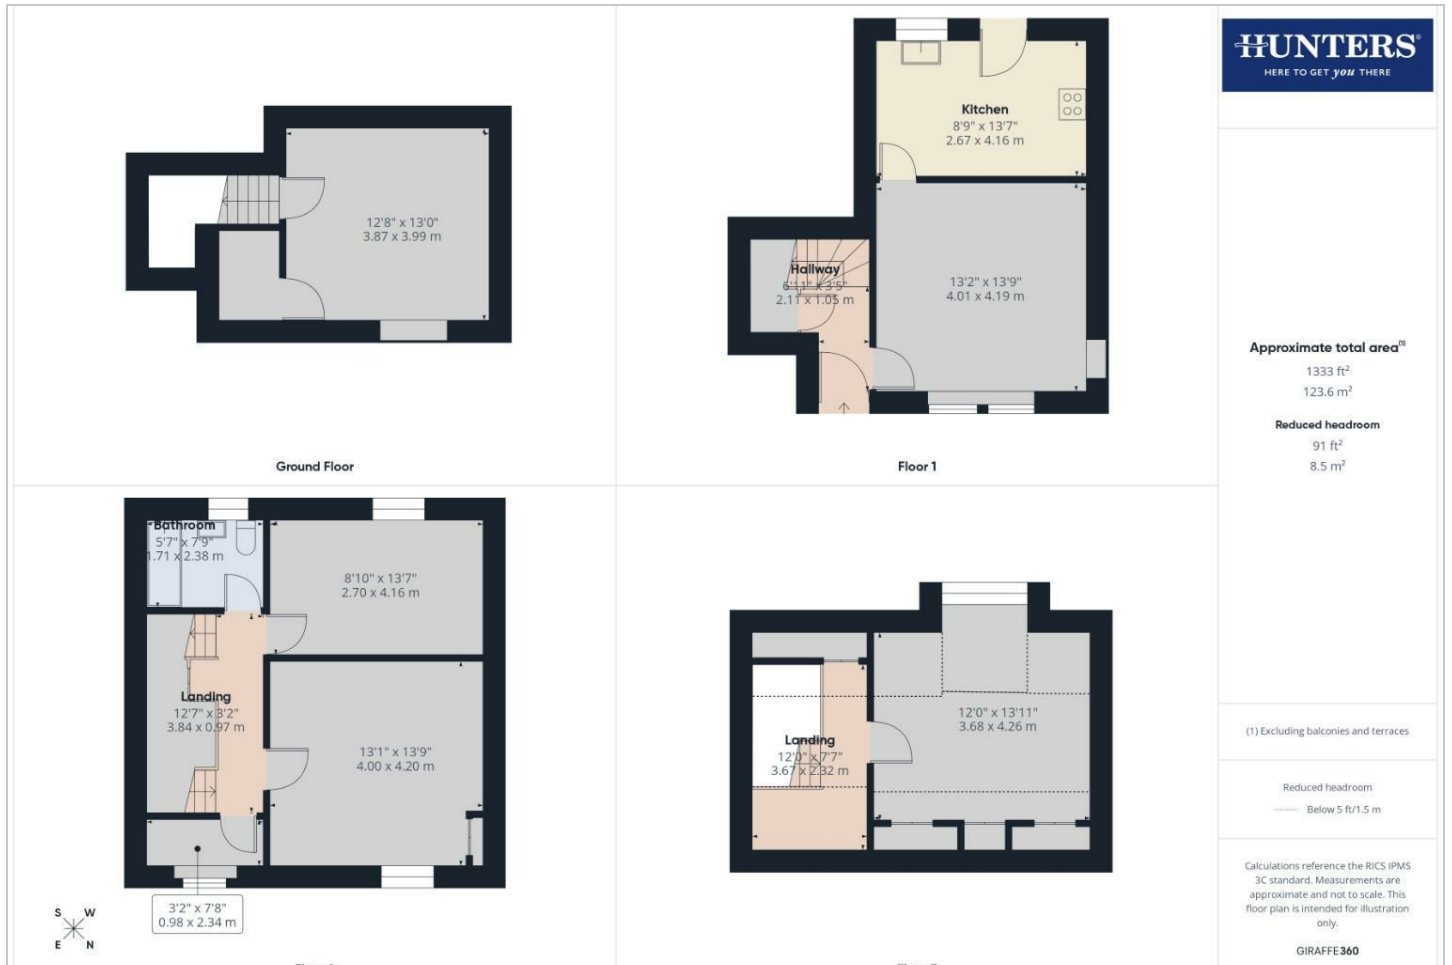 12'8" x 13'0"
3.87 x 3.99 m
Ground Floor
Kitchen
8'9" x 13'7"
2.67 x 4.16 m
Hallway
6'11" x 3'5"
2.11 x 1.05 m
13'2" x 13'9"
4.01 x 4.19 m
Floor 1
Bathroom
5'7" x 7'9"
1.71 x 2.38 m
8'10" x 13'7"
2.70 x 4.16 m
Landing
12'7" x 3'2"
3.84 x 0.97 m
13'1" x 13'9"
4.00 x 4.20 m
3'2" x 7'8"
0.98 x 2.34 m
S W
E N
Landing
12'0" x 7'7"
3.67 x 2.32 m
12'0" x 13'11"
3.68 x 4.26 m
HUNTERS®
HERE TO GET you THERE
Approximate total area(1)
1333 ft²
123.6 m²
Reduced headroom
91 ft²
8.5 m²
(1) Excluding balconies and terraces
Reduced headroom
Below 5 ft/1.5 m
Calculations reference the RICS IPMS
3C standard. Measurements are
approximate and not to scale. This
floor plan is intended for illustration
only.
GIRAFFE360